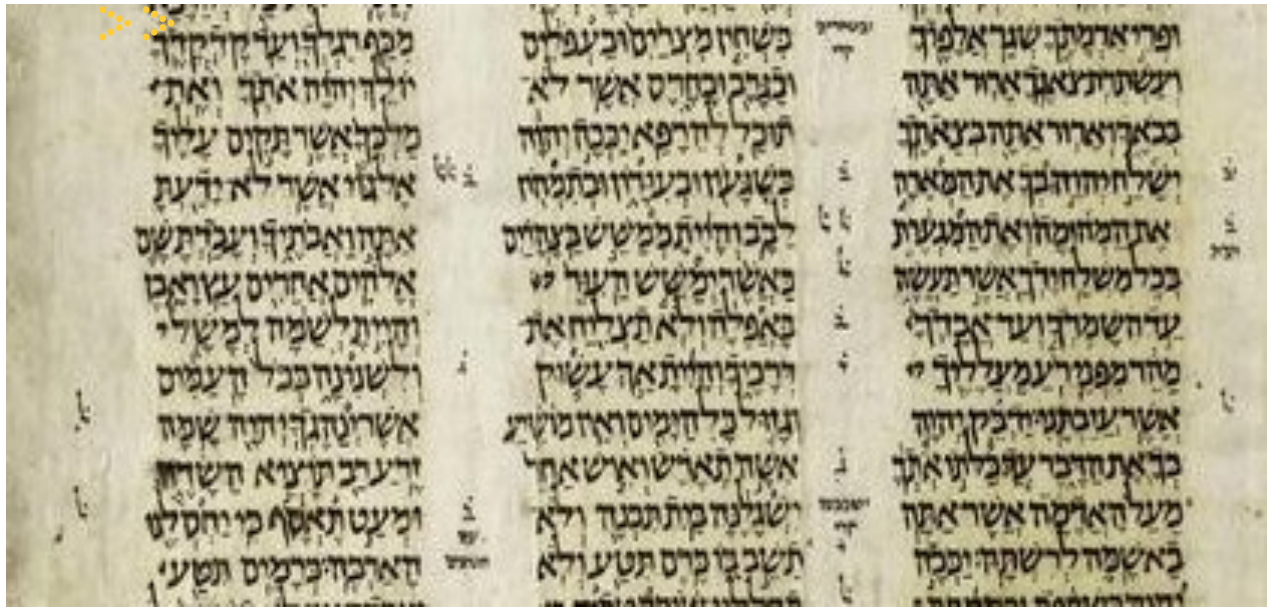 ופרי אדמתך שגר אלפיך
ועשתרת צאנך ארור אתה
בבאך וארור אתה בצאתך
ישלח יהוה בך את המארה
את המהומה ואת המגערת
בכל משלח ידך אשר תעשה
עד השמדך ועד אבדך
מהר מפני רע מעלליך
אשר עזבתני ידבק יהוה
בך את הדבר עד כלתו אתך
מעל האדמה אשר אתה
בא שמה לרשתה יככה
בשחין מצרים ובעפלים
ובגרב ובחרס אשר לא
תוכל להרפא יככה יהוה
בשגעון ובעורון ובתמהון
לבב והיית ממשש בצהרים
כאשר ימשש העור
באפלה ולא תצליח את
דרכיך והיית אך עשוק
וגזול כל הימים ואין מושיע
אשה תארש ואיש אחר
ישגלנה בית תבנה ולא
תשב בו כרם תטע ולא
מכף רגלך ועד קדקדך
יולך יהוה אתך ואת
מלכך אשר תקים עליך
אל גוי אשר לא ידעת
אתה ואבתיך ועבדת שם
אלהים אחרים עץ ואבן
והיית לשמה למשל
ולשנינה בכל העמים
אשר ינהגך יהוה שמה
זרע רב תוציא השדה
ומעט תאסף כי יחסלנו
הארבה כרמים תטע